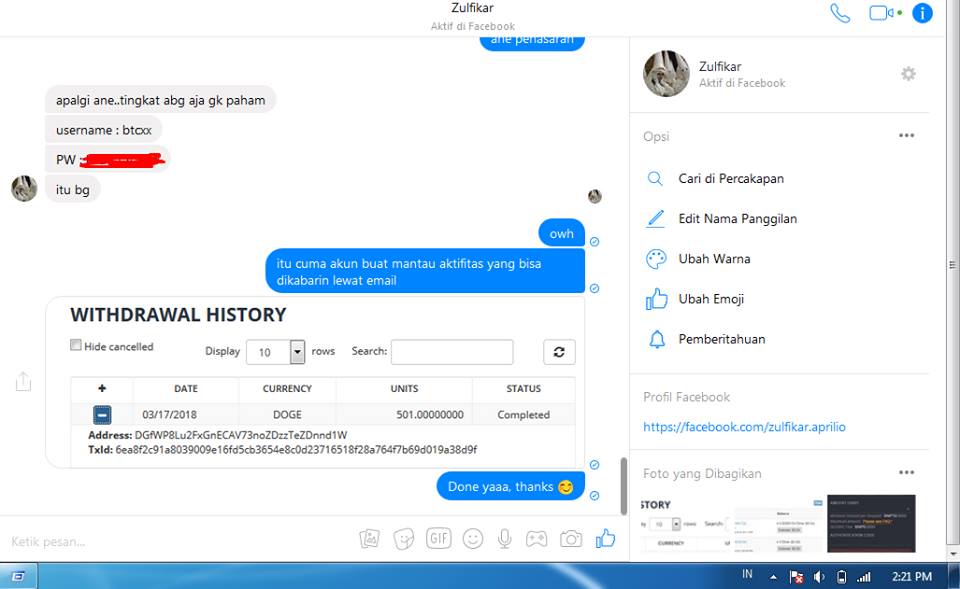 Zulfikar
Aktif di Facebook
ane penasaran
apalgi ane..tingkat abg aja gk paham
username : btcxx
PW :
itu bg
owh
itu cuma akun buat mantau aktifitas yang bisa
dikabarin lewat email
WITHDRAWAL HISTORY
Hide cancelled
Display 10 rows Search:
+ DATE CURRENCY UNITS STATUS
03/17/2018 DOGE 501.00000000 Completed
Address: DGfWP8Lu2FxGnECAV73noZDzzTeZDnnd1W
TxId: 6ea8f2c91a8039009e16fd5cb3654e8c0d23716518f28a764f7b69d019a38d9f
Done yaaa, thanks 😊
Ketik pesan...
GIF
Zulfikar
Aktif di Facebook
Opsi
Cari di Percakapan
Edit Nama Panggilan
Ubah Warna
Ubah Emoji
Pemberitahuan
Profil Facebook
https://facebook.com/zulfikar.aprilio
Foto yang Dibagikan
STORY
rows Search:
CURRENCY
IN
2:21 PM